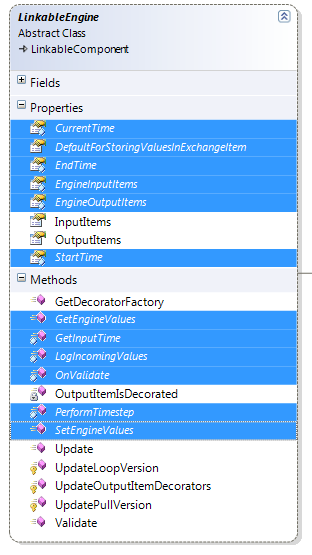 LinkableEngine
Abstract Class
LinkableComponent
Fields
Properties
CurrentTime
DefaultForStoringValuesInExchangeItem
EndTime
EngineInputItems
EngineOutputItems
InputItems
OutputItems
StartTime
Methods
GetDecoratorFactory
GetEngineValues
GetInputTime
LogIncomingValues
OnValidate
OutputItemIsDecorated
PerformTimestep
SetEngineValues
Update
UpdateLoopVersion
UpdateOutputItemDecorators
UpdatePullVersion
Validate